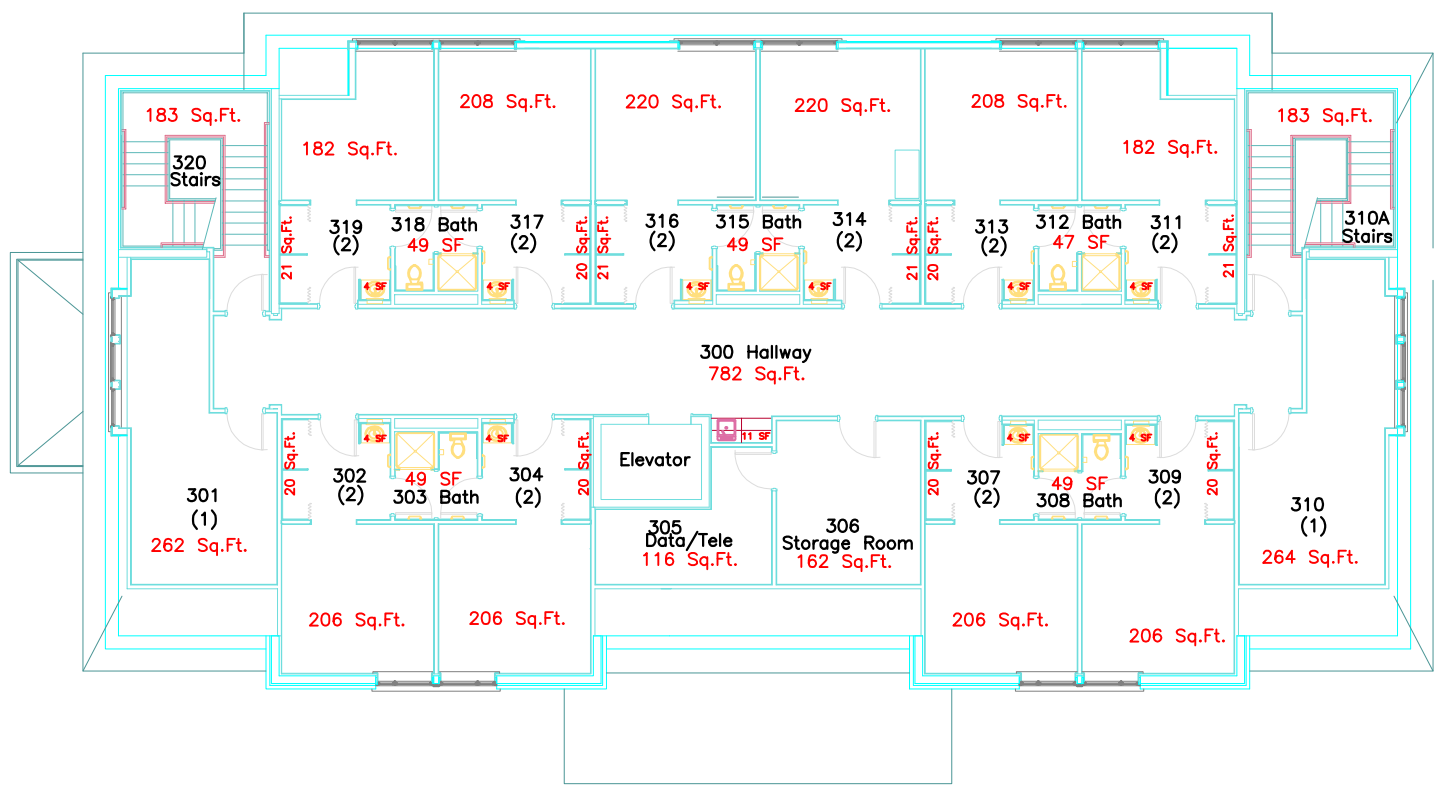 183 Sq.Ft.
208 Sq.Ft.
220 Sq.Ft.
220 Sq.Ft.
208 Sq.Ft.
183 Sq.Ft.
182 Sq.Ft.
182 Sq.Ft.
320
Stairs
310A
Stairs
21 Sq.Ft.
319
(2)
318 Bath
49 SF
317
(2)
20 Sq.Ft.
21 Sq.Ft.
316
(2)
315 Bath
49 SF
314
(2)
21 Sq.Ft.
20 Sq.Ft.
313
(2)
312 Bath
47 SF
311
(2)
21 Sq.Ft.
4 SF
4 SF
4 SF
4 SF
4 SF
4 SF
300 Hallway
782 Sq.Ft.
4 SF
4 SF
11 SF
4 SF
4 SF
20 Sq.Ft.
302
(2)
49 SF
303 Bath
304
(2)
20 Sq.Ft.
Elevator
20 Sq.Ft.
307
(2)
49 SF
308 Bath
309
(2)
20 Sq.Ft.
301
(1)
262 Sq.Ft.
305
Data/Tele
116 Sq.Ft.
306
Storage Room
162 Sq.Ft.
310
(1)
264 Sq.Ft.
206 Sq.Ft.
206 Sq.Ft.
206 Sq.Ft.
206 Sq.Ft.